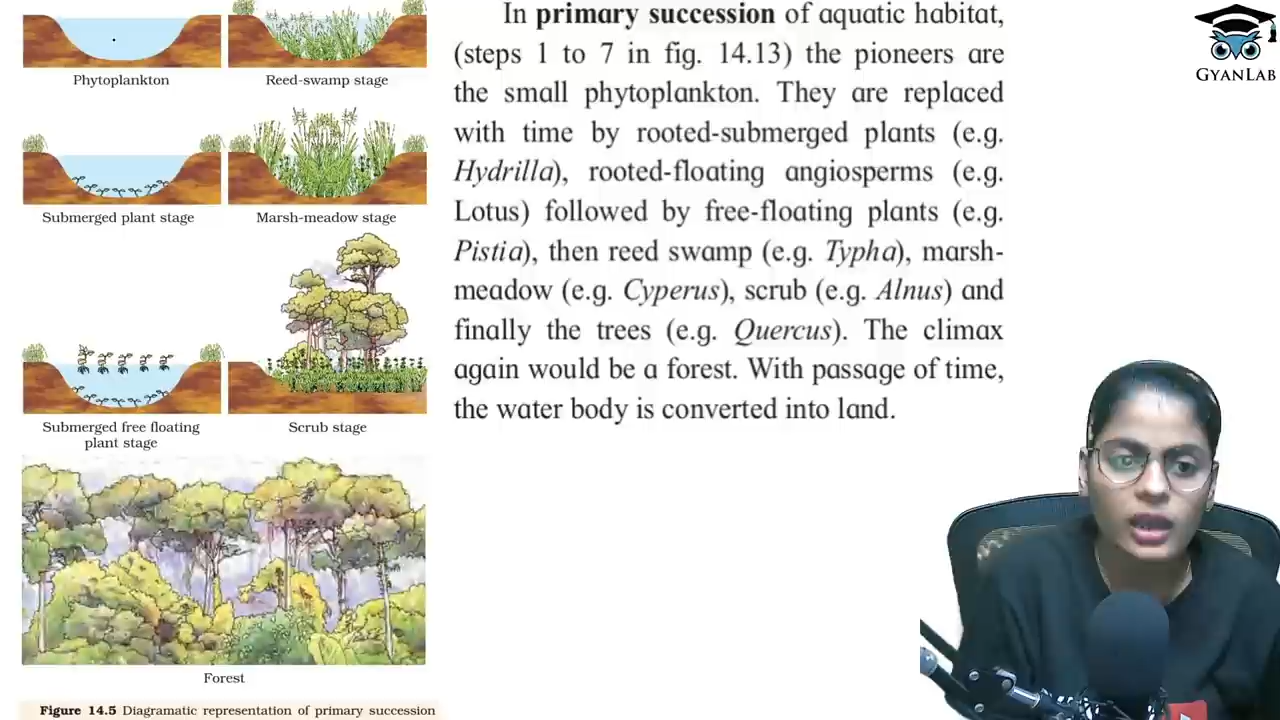 Phytoplankton
Reed-swamp stage
Submerged plant stage
Marsh-meadow stage
Submerged free floating
plant stage
Scrub stage
Forest
Figure 14.5 Diagramatic representation of primary succession
In primary succession of aquatic habitat,
(steps 1 to 7 in fig. 14.13) the pioneers are
the small phytoplankton. They are replaced
with time by rooted-submerged plants (e.g.
Hydrilla), rooted-floating angiosperms (e.g.
Lotus) followed by free-floating plants (e.g.
Pistia), then reed swamp (e.g. Typha), marsh-
meadow (e.g. Cyperus), scrub (e.g. Alnus) and
finally the trees (e.g. Quercus). The climax
again would be a forest. With passage of time,
the water body is converted into land.
GYANLAB